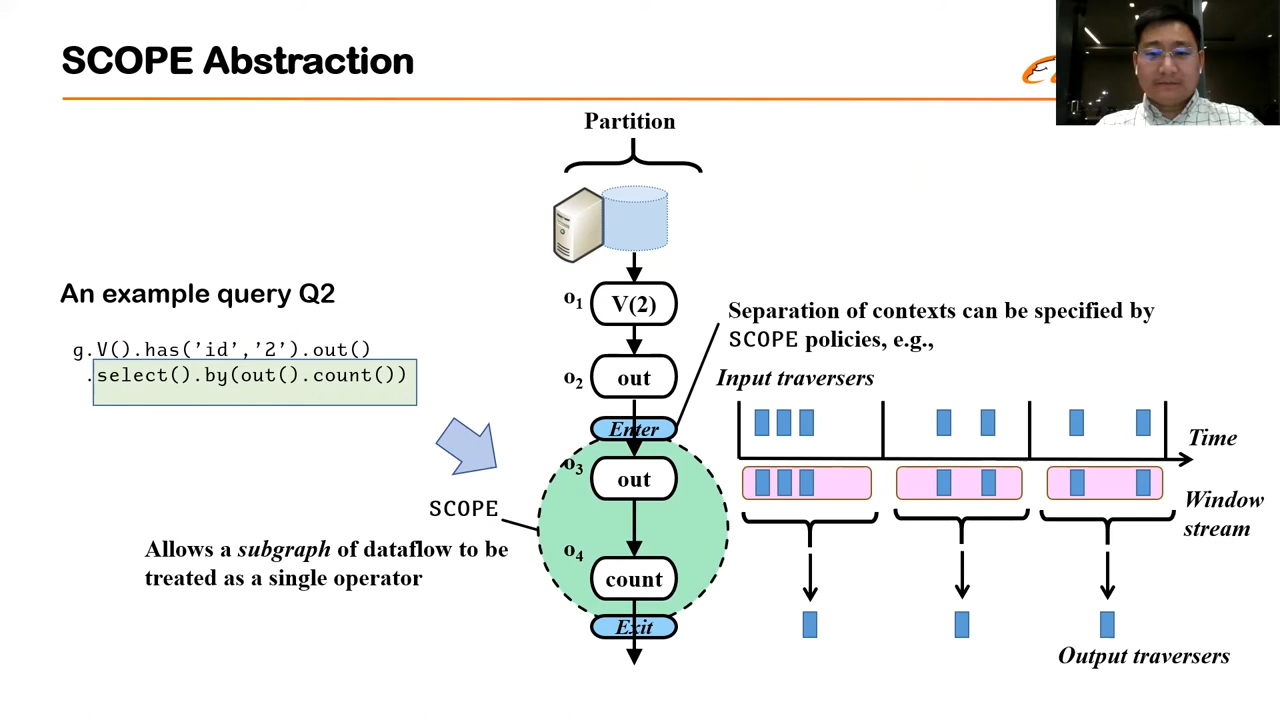 SCOPE Abstraction
Partition
An example query Q2
g.V().has('id','2').out()
.select().by(out().count())
o1
V(2)
o2
out
Enter
o3
out
o4
count
Exit
SCOPE
Allows a subgraph of dataflow to be
treated as a single operator
Separation of contexts can be specified by
SCOPE policies, e.g.,
Input traversers
Time
Window
stream
Output traversers